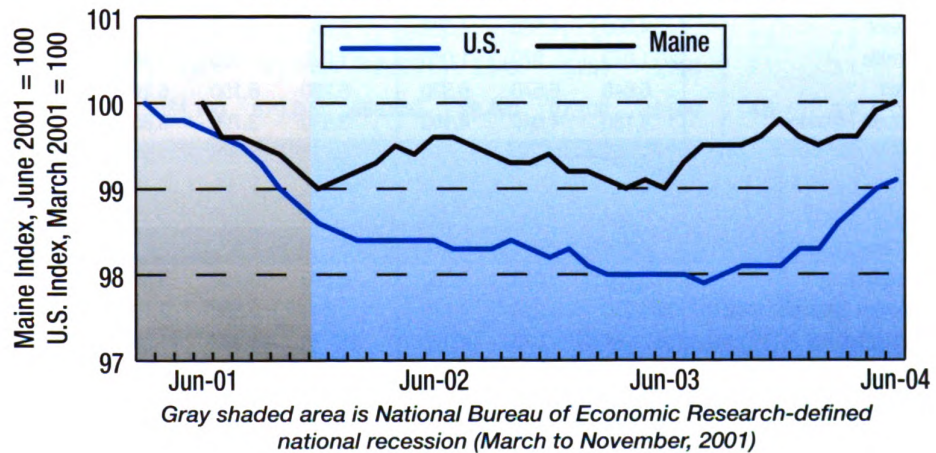 Maine Index, June 2001 = 100
U.S. Index, March 2001 = 100
101
100
99
98
97
U.S.
Maine
Jun-01
Jun-02
Jun-03
Jun-04
Gray shaded area is National Bureau of Economic Research-defined
national recession (March to November, 2001)